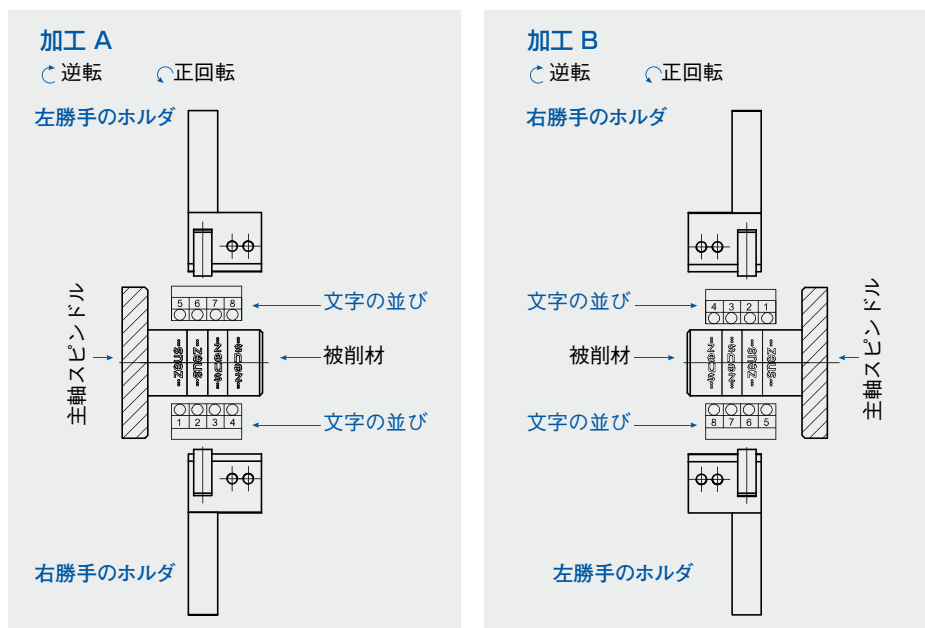 加工 A
逆転 正回転
左勝手のホルダ
5 6 7 8
文字の並び
主軸スピンドル
被削材
1 2 3 4
文字の並び
右勝手のホルダ
加工 B
逆転 正回転
右勝手のホルダ
4 3 2 1
文字の並び
被削材
主軸スピンドル
8 7 6 5
文字の並び
左勝手のホルダ